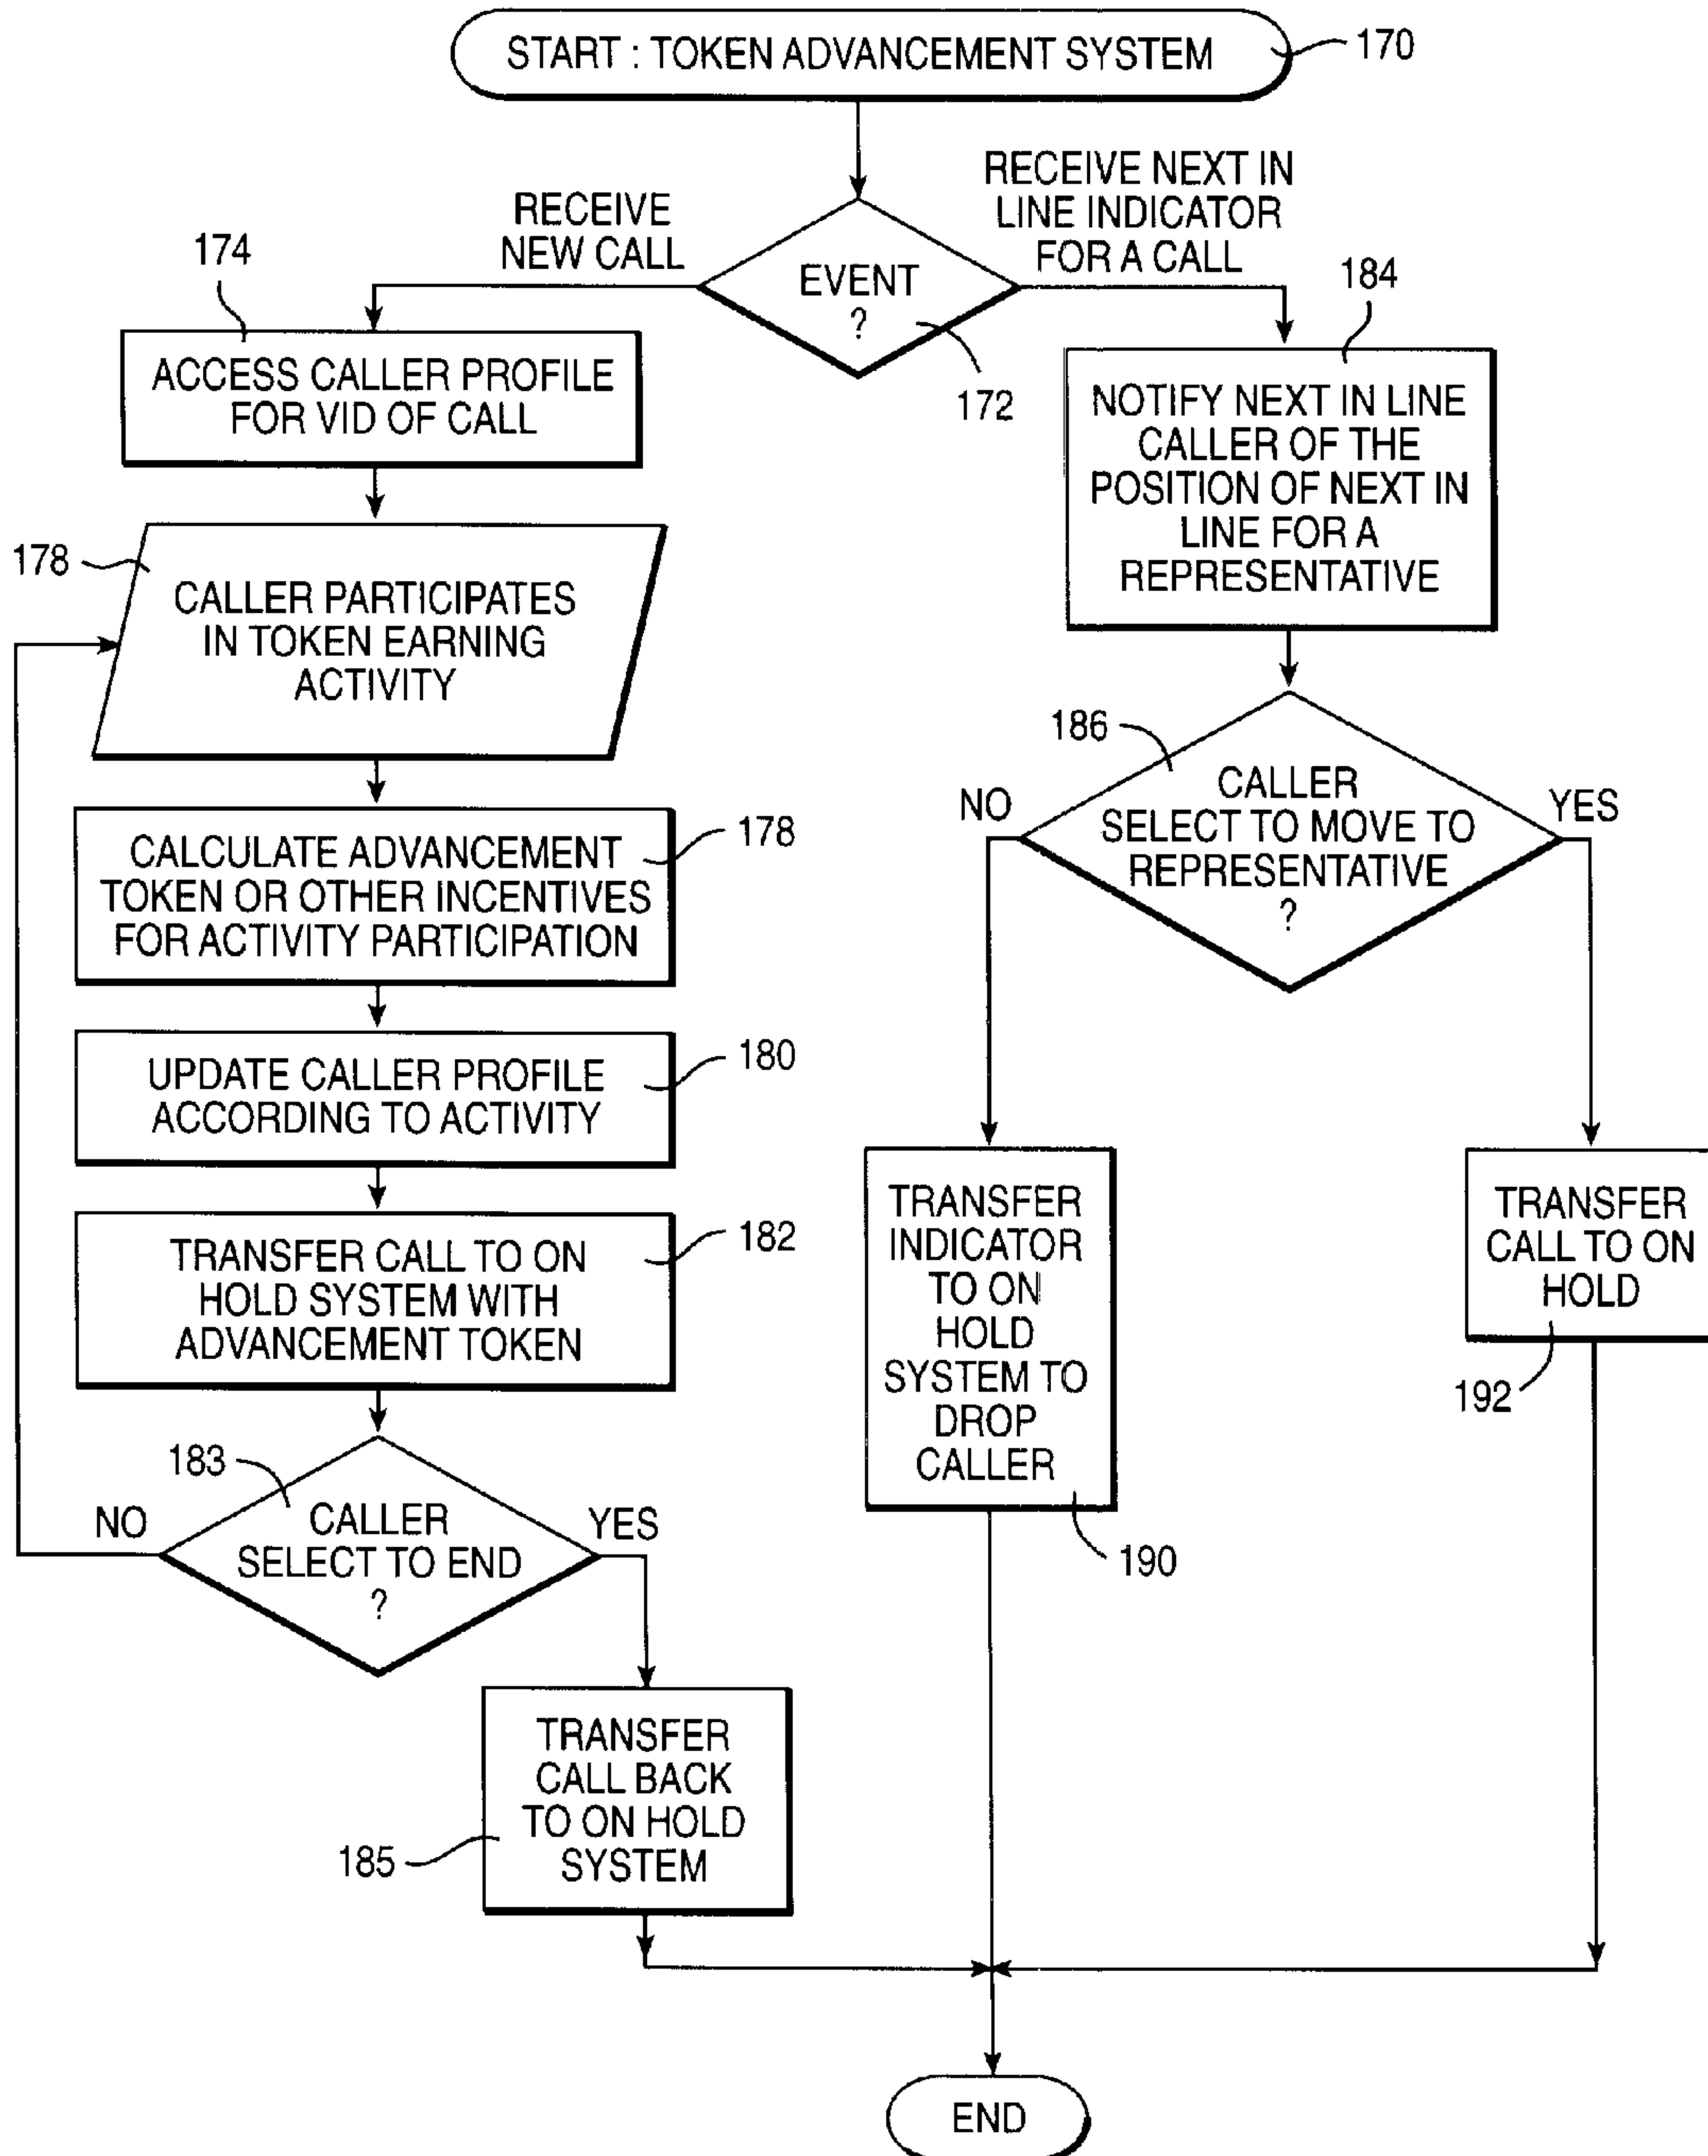 START : TOKEN ADVANCEMENT SYSTEM
170
RECEIVE
NEW CALL
RECEIVE NEXT IN
LINE INDICATOR
FOR A CALL
EVENT
?
172
174
ACCESS CALLER PROFILE
FOR VID OF CALL
184
NOTIFY NEXT IN LINE
CALLER OF THE
POSITION OF NEXT IN
LINE FOR A
REPRESENTATIVE
178
CALLER PARTICIPATES
IN TOKEN EARNING
ACTIVITY
186
CALLER
SELECT TO MOVE TO
REPRESENTATIVE
?
NO
YES
CALCULATE ADVANCEMENT
TOKEN OR OTHER INCENTIVES
FOR ACTIVITY PARTICIPATION
178
UPDATE CALLER PROFILE
ACCORDING TO ACTIVITY
180
TRANSFER CALL TO ON
HOLD SYSTEM WITH
ADVANCEMENT TOKEN
182
TRANSFER
INDICATOR
TO ON
HOLD
SYSTEM TO
DROP
CALLER
190
TRANSFER
CALL TO ON
HOLD
192
183
NO
CALLER
SELECT TO END
?
YES
TRANSFER
CALL BACK
TO ON HOLD
SYSTEM
185
END